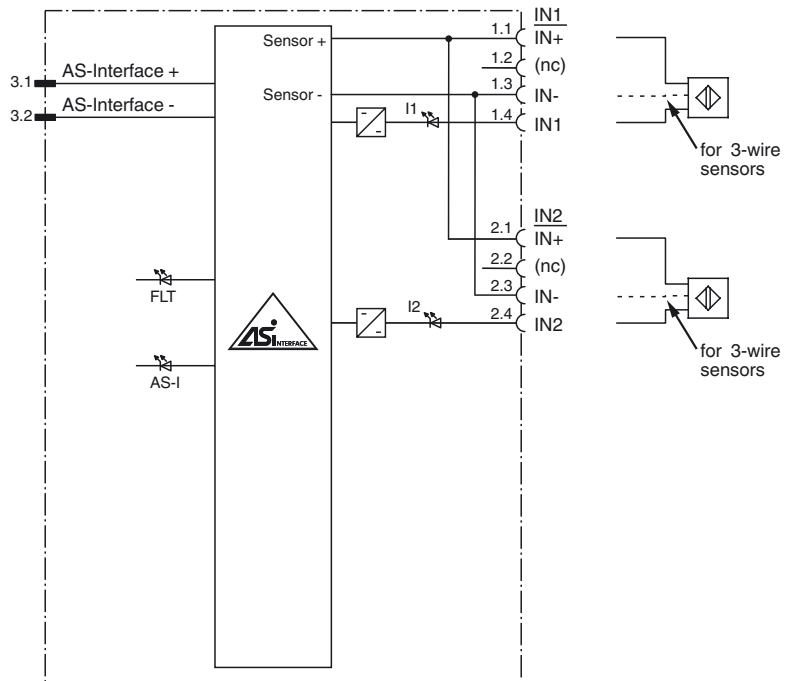 IN1
1.1 IN+
Sensor +
1.2 (nc)
3.1 AS-Interface +
1.3 IN-
Sensor -
3.2 AS-Interface -
I1
1.4 IN1
for 3-wire
sensors
IN2
2.1 IN+
2.2 (nc)
FLT
2.3 IN-
I2
2.4 IN2
ASi INTERFACE
for 3-wire
sensors
AS-I